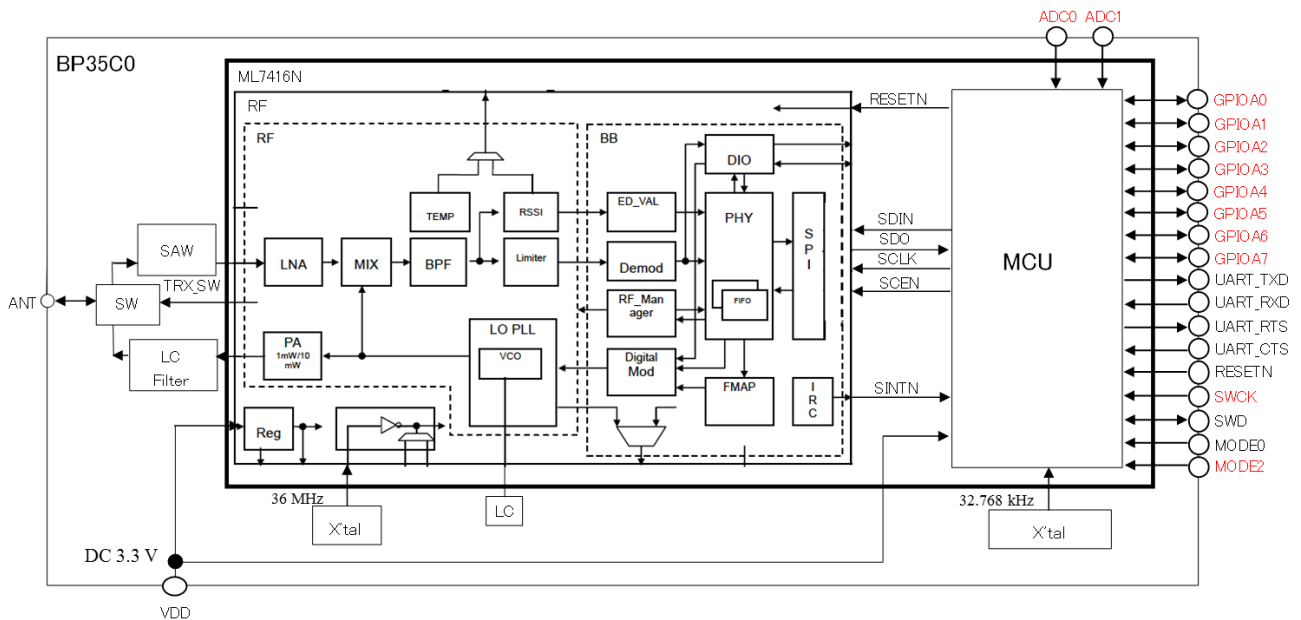 ADC0 ADC1
BP35C0
ML7416N
RF
RESETN
GPIOA0
RF
BB
GPIOA1
DIO
GPIOA2
GPIOA3
TEMP
RSSI
ED_VAL
PHY
S
P
I
GPIOA4
SDIN
GPIOA5
SAW
SDO
GPIOA6
LNA
MIX
BPF
Limiter
Demod
SCLK
MCU
GPIOA7
TRX_SW
SCEN
UART_TXD
ANT
SW
RF_Man
ager
FIFO
UART_RXD
LO PLL
UART_RTS
PA
1mW/10
mW
VCO
Digital
Mod
UART_CTS
LC
Filter
RESETN
FMAP
I
R
C
SINTN
SWCK
Reg
SWD
MODE0
MODE2
36 MHz
LC
32.768 kHz
X'tal
X'tal
DC 3.3 V
VDD